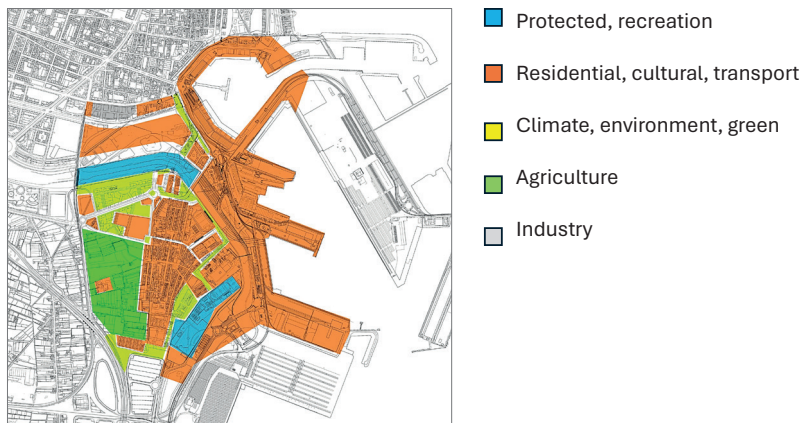 Protected, recreation
Residential, cultural, transport
Climate, environment, green
Agriculture
Industry